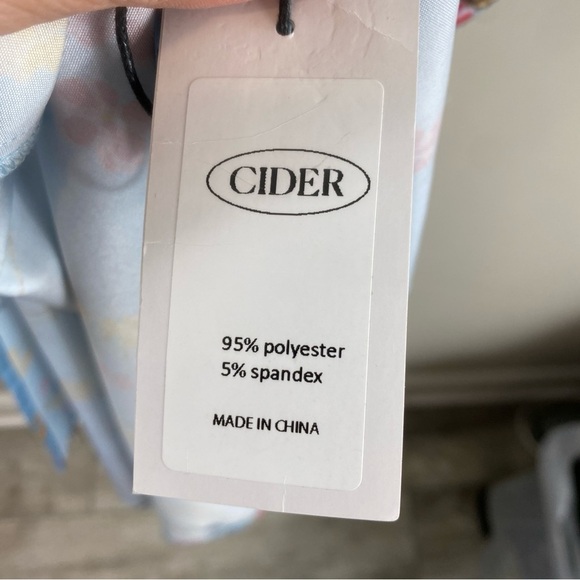 CIDER
95% polyester
5% spandex
MADE IN CHINA